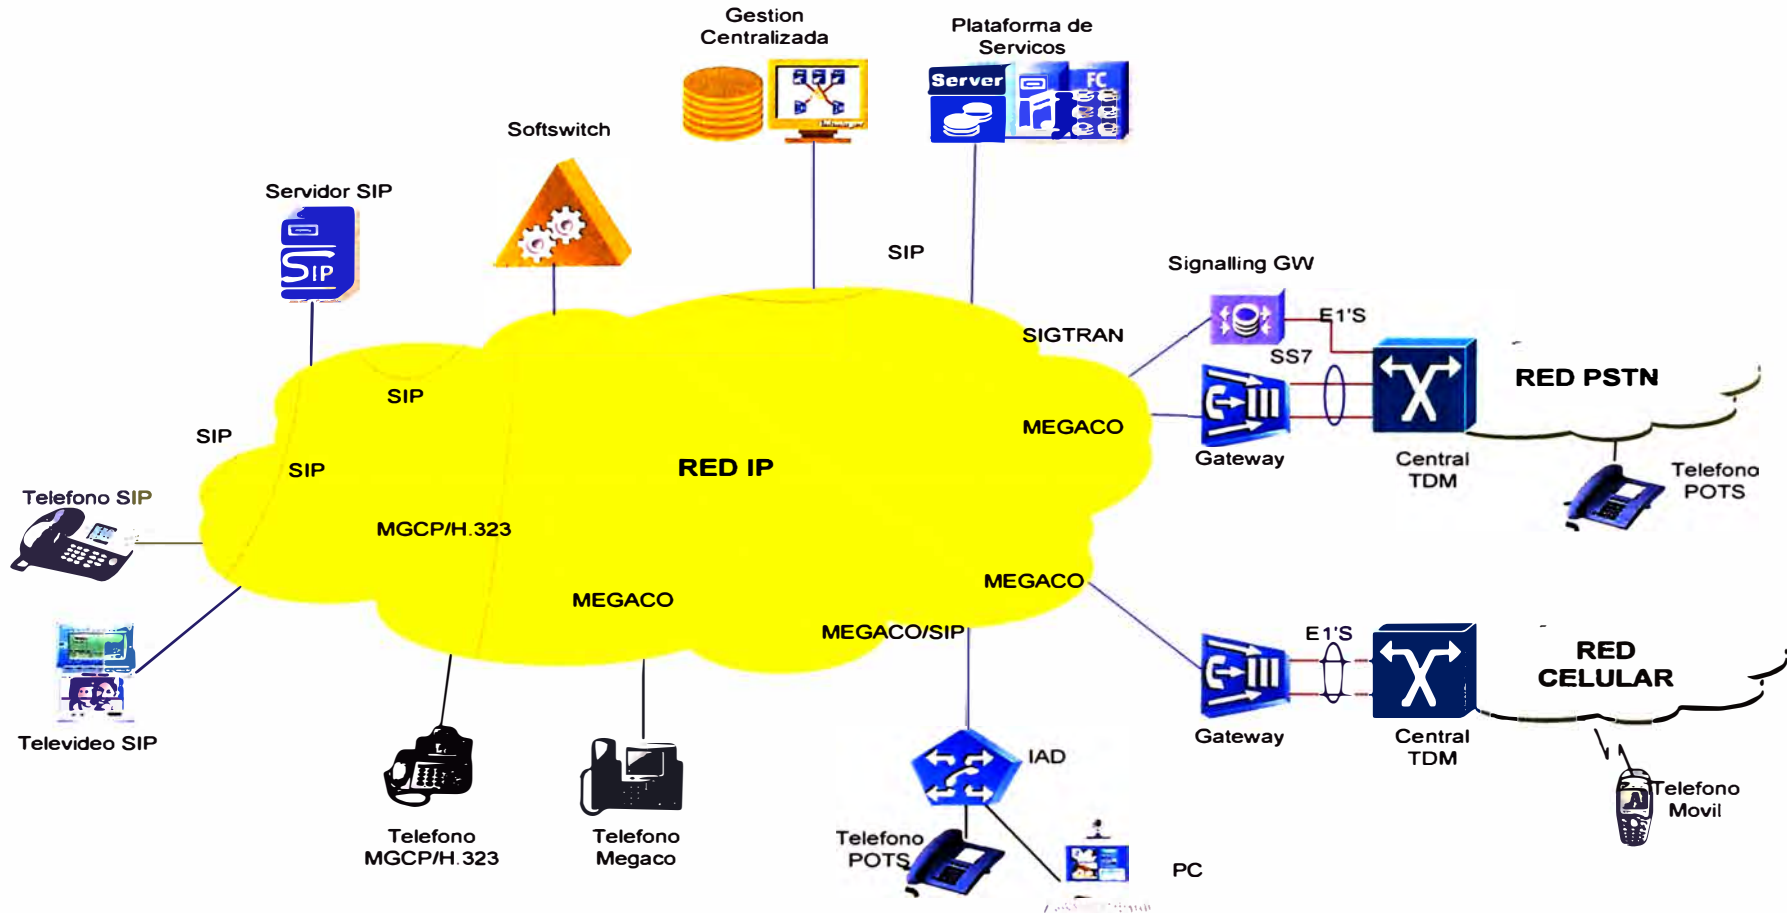 Gestion
Centralizada
Plataforma de
Servicos
Server
FC
Softswitch
Servidor SIP
SIP
SIP
Signalling GW
E1'S
SIGTRAN
SS7
RED PSTN
SIP
MEGACO
SIP
SIP
RED IP
Gateway
Central
TDM
Telefono
POTS
Telefono SIP
MGCP/H.323
MEGACO
MEGACO
MEGACO/SIP
E1'S
RED
CELULAR
Televideo SIP
Gateway
Central
TDM
IAD
Telefono
Movil
Telefono
MGCP/H.323
Telefono
Megaco
Telefono
POTS
PC